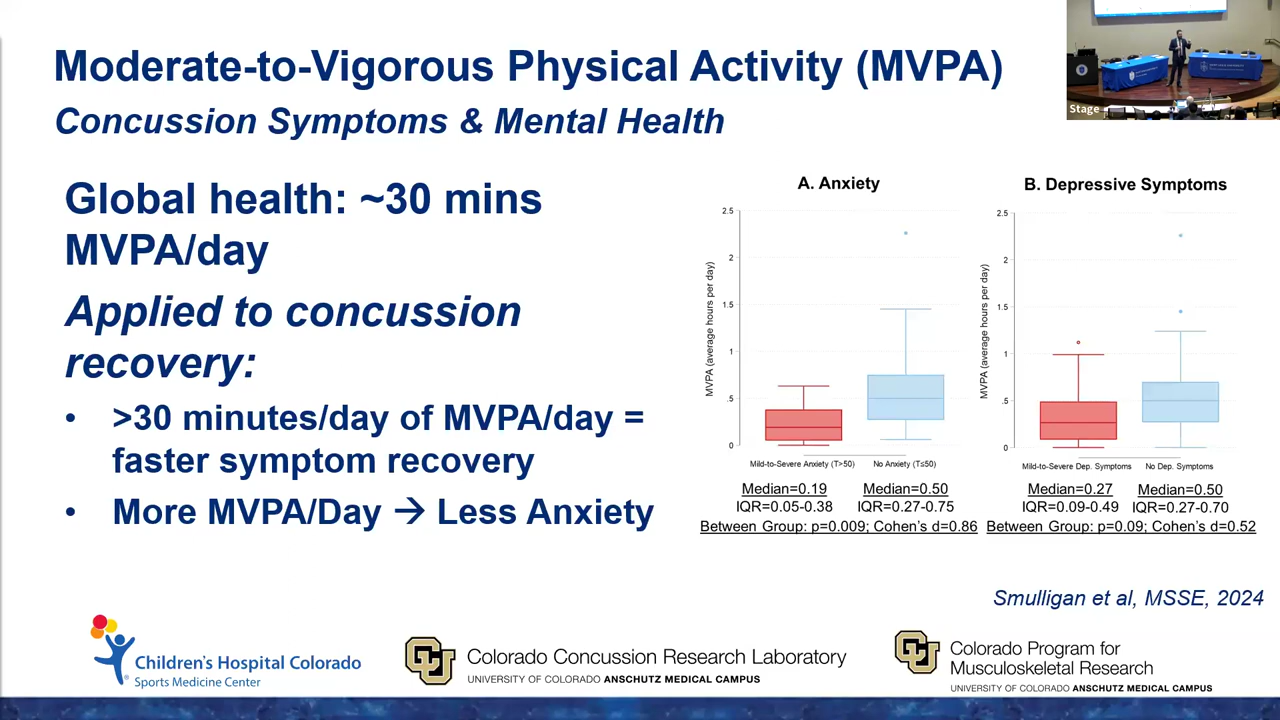 Moderate-to-Vigorous Physical Activity (MVPA)
Concussion Symptoms & Mental Health
Stage
Global health: ~30 mins
MVPA/day
Applied to concussion
recovery:
• >30 minutes/day of MVPA/day =
faster symptom recovery
• More MVPA/Day → Less Anxiety
A. Anxiety
MVPA (average hours per day)
2.5
2
1.5
1
.5
0
Mild-to-Severe Anxiety (T>50) No Anxiety (T≤50)
Median=0.19 Median=0.50
IQR=0.05-0.38 IQR=0.27-0.75
Between Group: p=0.009; Cohen's d=0.86
B. Depressive Symptoms
MVPA (average hours per day)
2.5
2
1.5
1
.5
0
Mild-to-Severe Dep. Symptoms No Dep. Symptoms
Median=0.27 Median=0.50
IQR=0.09-0.49 IQR=0.27-0.70
Between Group: p=0.09; Cohen's d=0.52
Smulligan et al, MSSE, 2024
Children's Hospital Colorado
Sports Medicine Center
CU
Colorado Concussion Research Laboratory
UNIVERSITY OF COLORADO ANSCHUTZ MEDICAL CAMPUS
CU
Colorado Program for
Musculoskeletal Research
UNIVERSITY OF COLORADO ANSCHUTZ MEDICAL CAMPUS